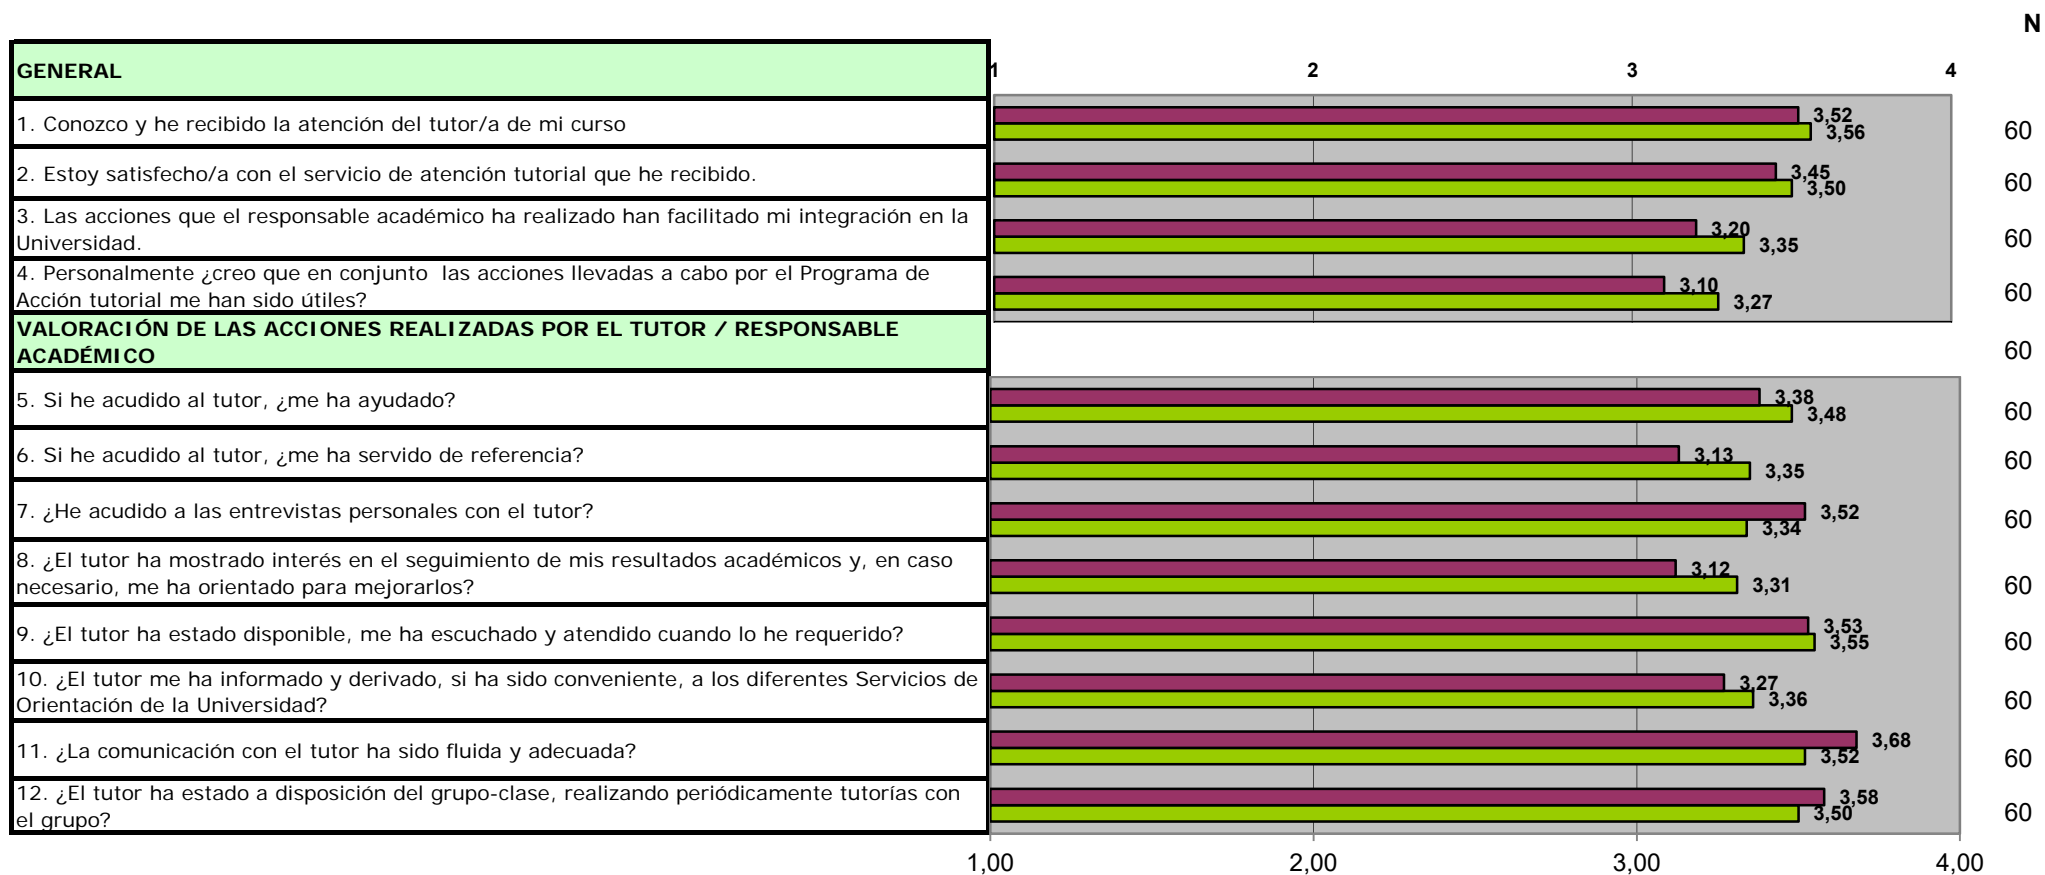 N
GENERAL
1 2 3 4
1. Conozco y he recibido la atención del tutor/a de mi curso
3,52
3,56
60
2. Estoy satisfecho/a con el servicio de atención tutorial que he recibido.
3,45
3,50
60
3. Las acciones que el responsable académico ha realizado han facilitado mi integración en la
Universidad.
3,20
3,35
60
4. Personalmente ¿creo que en conjunto las acciones llevadas a cabo por el Programa de
Acción tutorial me han sido útiles?
3,10
3,27
60
VALORACIÓN DE LAS ACCIONES REALIZADAS POR EL TUTOR / RESPONSABLE
ACADÉMICO
60
5. Si he acudido al tutor, ¿me ha ayudado?
3,38
3,48
60
6. Si he acudido al tutor, ¿me ha servido de referencia?
3,13
3,35
60
7. ¿He acudido a las entrevistas personales con el tutor?
3,52
3,34
60
8. ¿El tutor ha mostrado interés en el seguimiento de mis resultados académicos y, en caso
necesario, me ha orientado para mejorarlos?
3,12
3,31
60
9. ¿El tutor ha estado disponible, me ha escuchado y atendido cuando lo he requerido?
3,53
3,55
60
10. ¿El tutor me ha informado y derivado, si ha sido conveniente, a los diferentes Servicios de
Orientación de la Universidad?
3,27
3,36
60
11. ¿La comunicación con el tutor ha sido fluida y adecuada?
3,68
3,52
60
12. ¿El tutor ha estado a disposición del grupo-clase, realizando periódicamente tutorías con
el grupo?
3,58
3,50
60
1,00 2,00 3,00 4,00